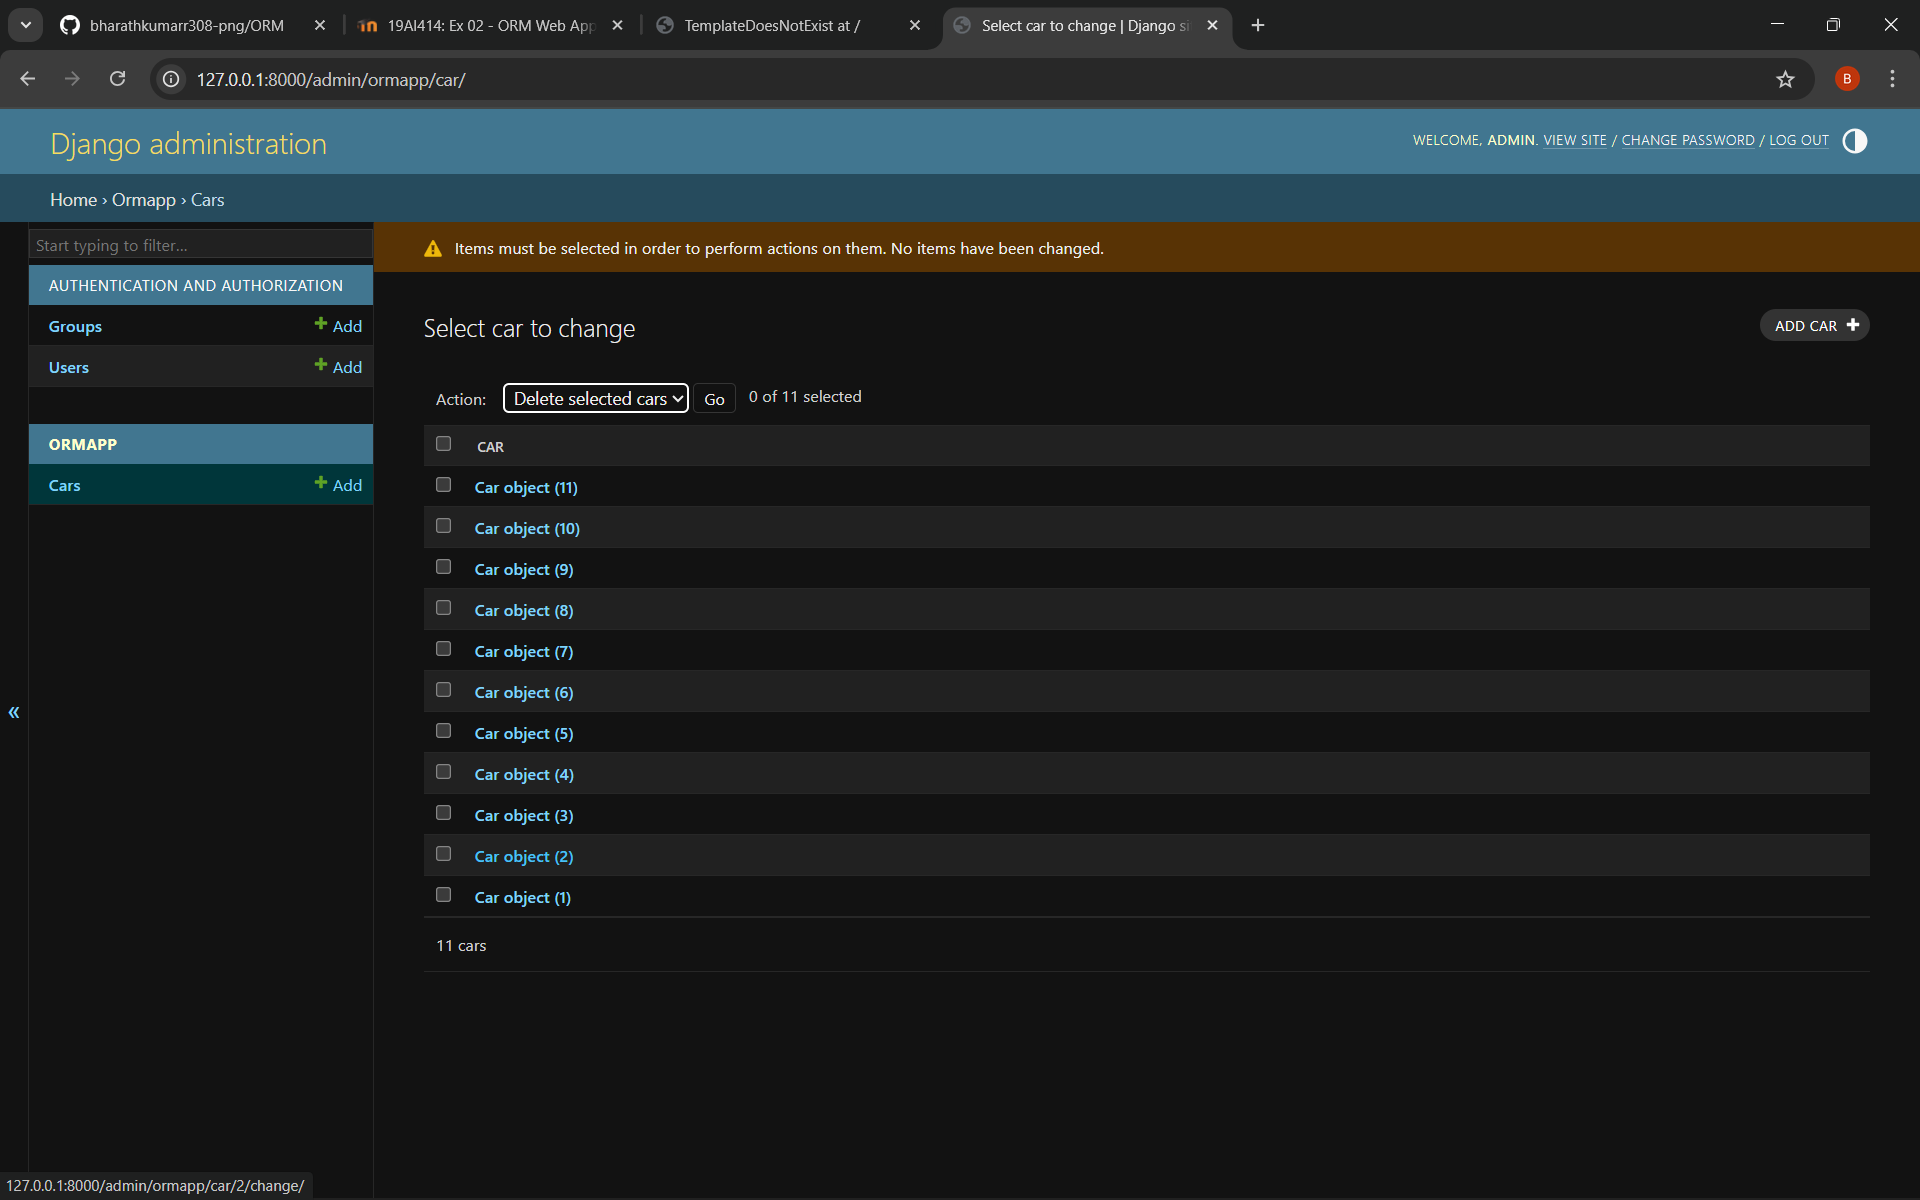 bharathkumarr308-png/ORM
19AI414: Ex 02 - ORM Web App
TemplateDoesNotExist at /
Select car to change | Django si
127.0.0.1:8000/admin/ormapp/car/
B
Django administration
WELCOME, ADMIN. VIEW SITE / CHANGE PASSWORD / LOG OUT
Home › Ormapp › Cars
Start typing to filter...
AUTHENTICATION AND AUTHORIZATION
Groups + Add
Users + Add
ORMAPP
Cars + Add
«
Items must be selected in order to perform actions on them. No items have been changed.
Select car to change
ADD CAR +
Action: Delete selected cars Go 0 of 11 selected
CAR
Car object (11)
Car object (10)
Car object (9)
Car object (8)
Car object (7)
Car object (6)
Car object (5)
Car object (4)
Car object (3)
Car object (2)
Car object (1)
11 cars
127.0.0.1:8000/admin/ormapp/car/2/change/